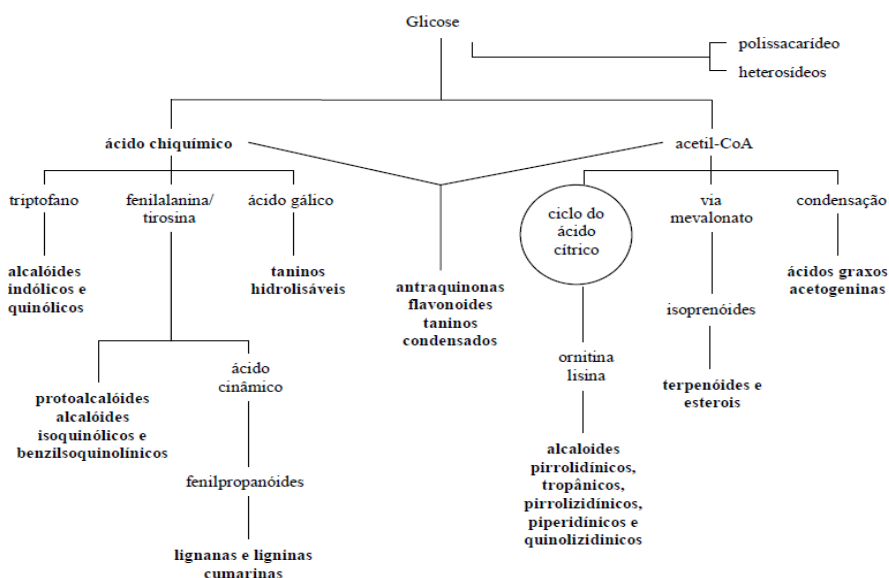 Glicose
polissacarídeo
heterosídeos
ácido chiquímico
acetil-CoA
triptofano
fenilalanina/
tirosina
ácido gálico
ciclo do
ácido
cítrico
via
mevalonato
condensação
alcalóides
indólicos e
quinólicos
taninos
hidrolisáveis
antraquinonas
flavonoides
taninos
condensados
ácidos graxos
acetogeninas
isoprenóides
ornitina
lisina
terpenóides e
esterois
protoalcalóides
alcalóides
isoquinólicos e
benzilsoquinolínicos
ácido
cinâmico
fenilpropanóides
alcaloides
pirrolidínicos,
tropânicos,
pirrolizidínicos,
piperidínicos e
quinolizidinicos
lignanas e ligninas
cumarinas